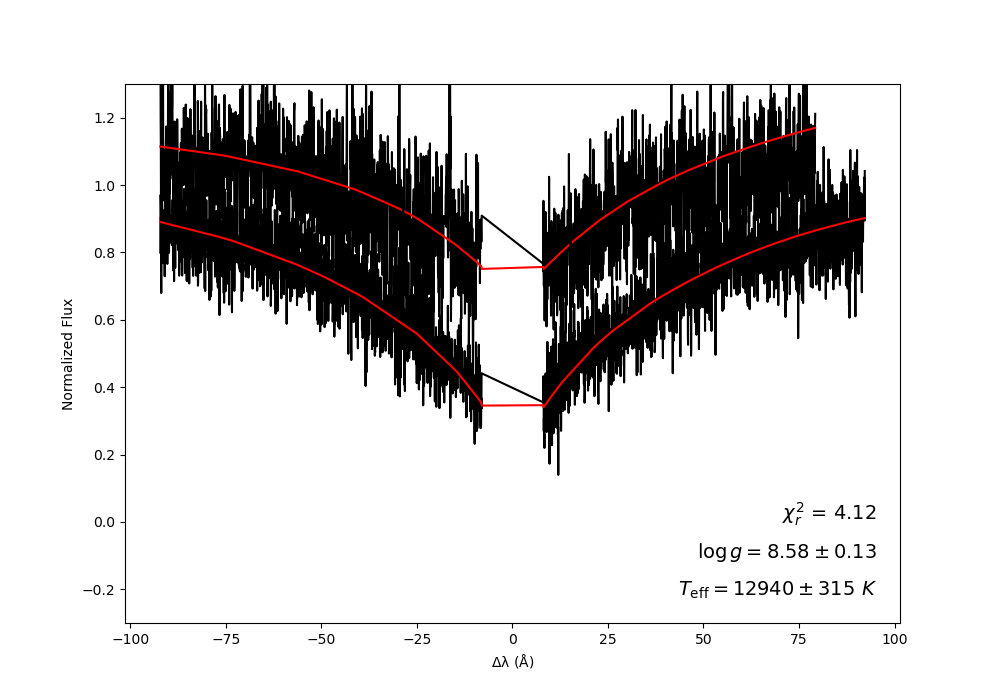 1.2
1.0
0.8
0.6
0.4
0.2
0.0
−0.2
Normalized Flux
χ²ᵣ = 4.12
log g = 8.58 ± 0.13
T_eff = 12940 ± 315 K
−100 −75 −50 −25 0 25 50 75 100
Δλ (Å)